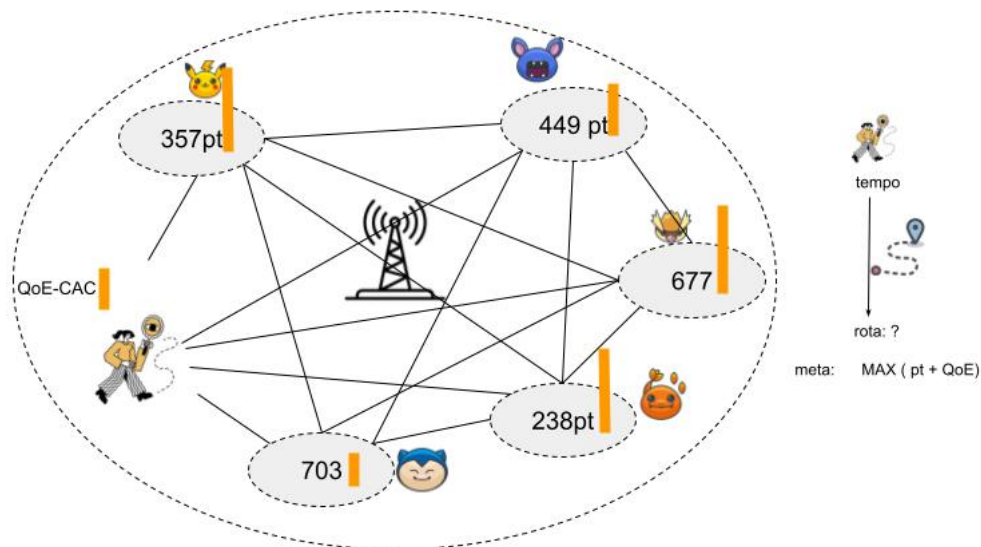 357pt
449 pt
677
QoE-CAC
238pt
703
tempo
rota: ?
meta: MAX ( pt + QoE)